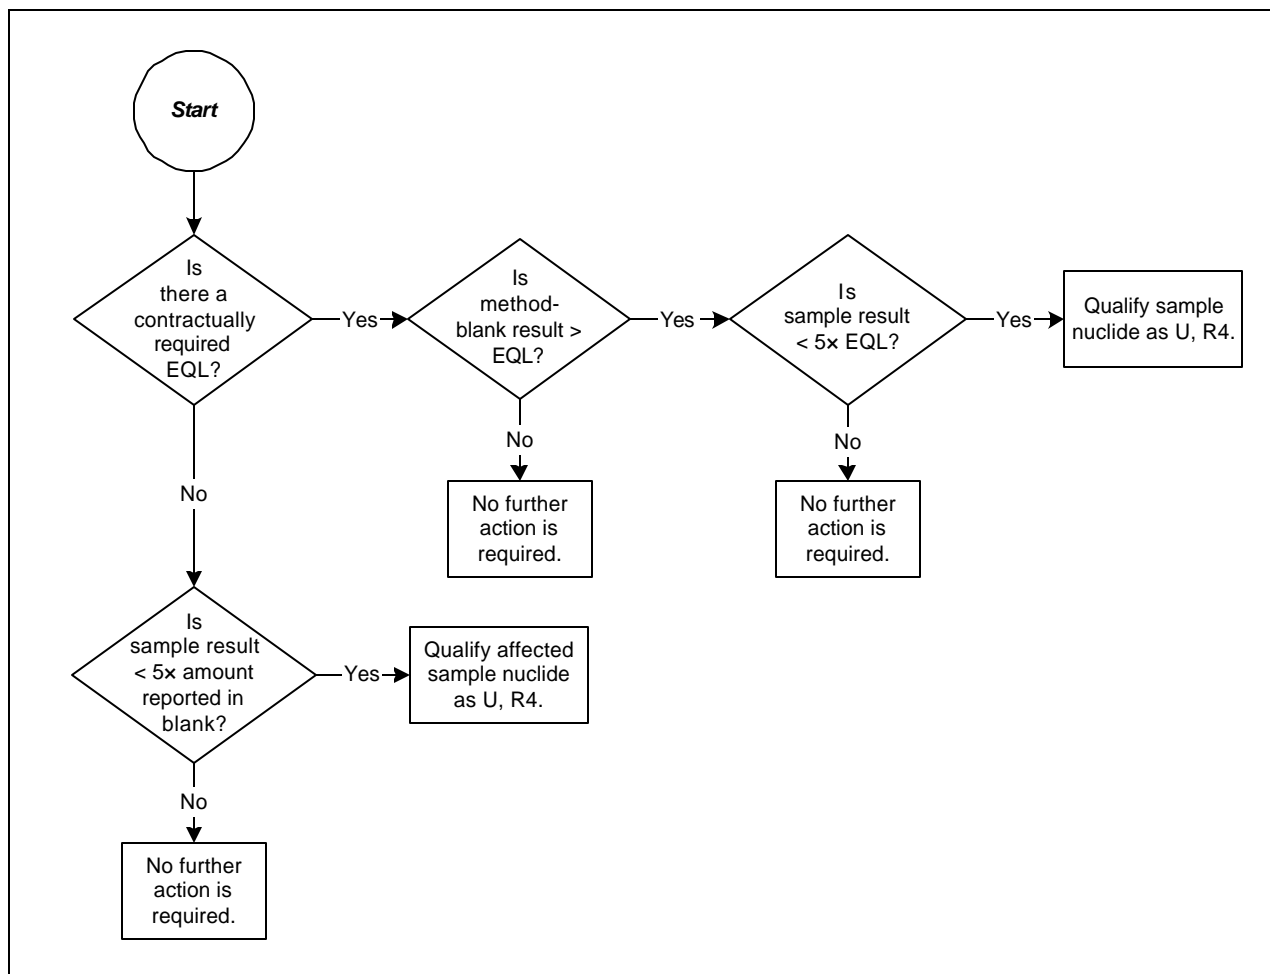 Start
Is
there a
contractually
required
EQL?
Yes
Is
method-
blank result >
EQL?
Yes
Is
sample result
< 5× EQL?
Yes
Qualify sample
nuclide as U, R4.
No
No further
action is
required.
No
No further
action is
required.
No
Is
sample result
< 5× amount
reported in
blank?
Yes
Qualify affected
sample nuclide
as U, R4.
No
No further
action is
required.